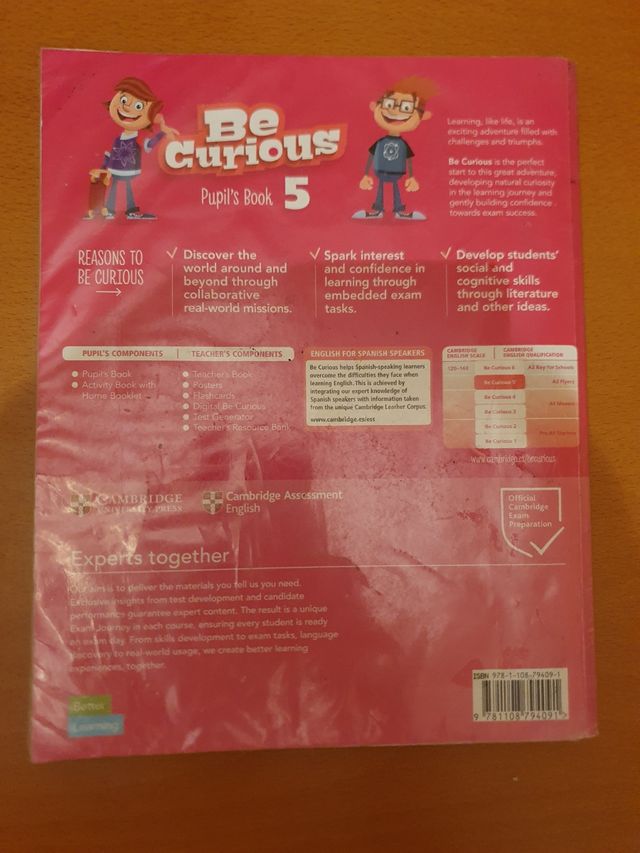 Be
Curious
Pupil's Book 5
Learning, like life, is an
exciting adventure filled with
challenges and triumphs.
Be Curious is the perfect
start to this great adventure,
developing natural curiosity
in the learning journey and
gently building confidence
towards exam success.
REASONS TO
BE CURIOUS
Discover the
world around and
beyond through
collaborative
real-world missions.
Spark interest
and confidence in
learning through
embedded exam
tasks.
Develop students'
social and
cognitive skills
through literature
and other ideas.
PUPIL'S COMPONENTS
Pupil's Book
Activity Book with
Home Booklet
TEACHER'S COMPONENTS
Teacher's Book
Posters
Flashcards
Digital Be Curious
Test Generator
Teacher's Resource Bank
ENGLISH FOR SPANISH SPEAKERS
Be Curious helps Spanish-speaking learners
overcome the difficulties they face when
learning English. This is achieved by
integrating our expert knowledge of
Spanish speakers with information taken
from the unique Cambridge Learner Corpus.
www.cambridge.es/ess
CAMBRIDGE
ENGLISH SCALE
CAMBRIDGE
ENGLISH QUALIFICATION
120–140 Be Curious 6 A2 Key for Schools
Be Curious 5 A2 Flyers
Be Curious 4
A1 Movers
Be Curious 3
Be Curious 2
Pre A1 Starters
Be Curious 1
www.cambridge.es/becurious
CAMBRIDGE
UNIVERSITY PRESS
Cambridge Assessment
English
Official
Cambridge
Exam
Preparation
Experts together
Our aim is to deliver the materials you tell us you need.
Exclusive insights from test development and candidate
performance guarantee expert content. The result is a unique
Exam Journey in each course, ensuring every student is ready
on exam day. From skills development to exam tasks, language
discovery to real-world usage, we create better learning
experiences, together.
Better
Learning
ISBN 978-1-108-79409-1
9 781108 794091